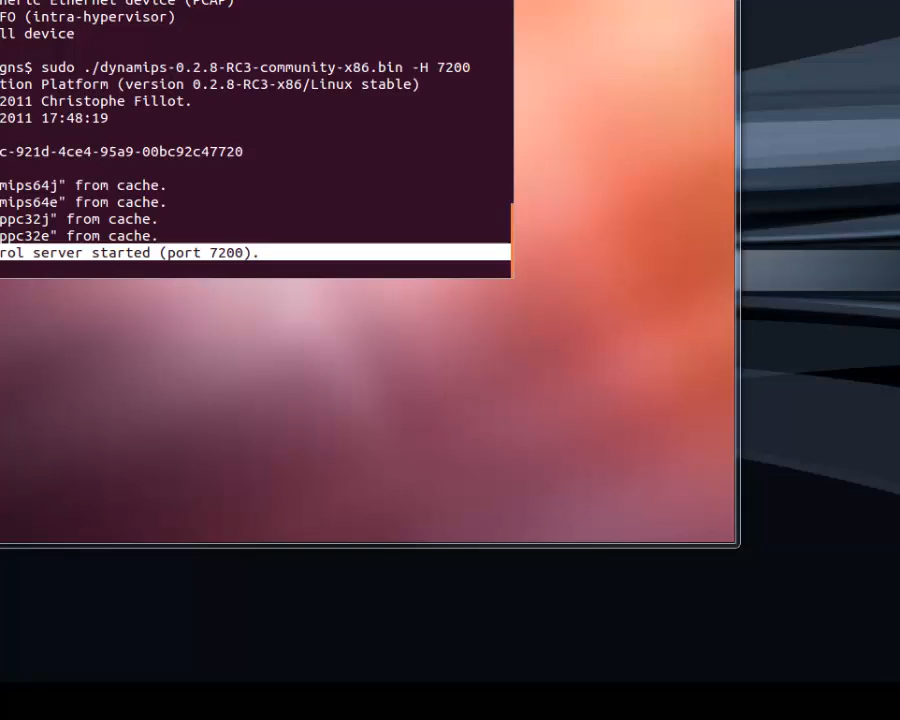 FO (intra-hypervisor)
ll device
gns$ sudo ./dynamips-0.2.8-RC3-community-x86.bin -H 7200
tion Platform (version 0.2.8-RC3-x86/Linux stable)
2011 Christophe Fillot.
2011 17:48:19
c-921d-4ce4-95a9-00bc92c47720
mips64j" from cache.
mips64e" from cache.
ppc32j" from cache.
ppc32e" from cache.
rol server started (port 7200).